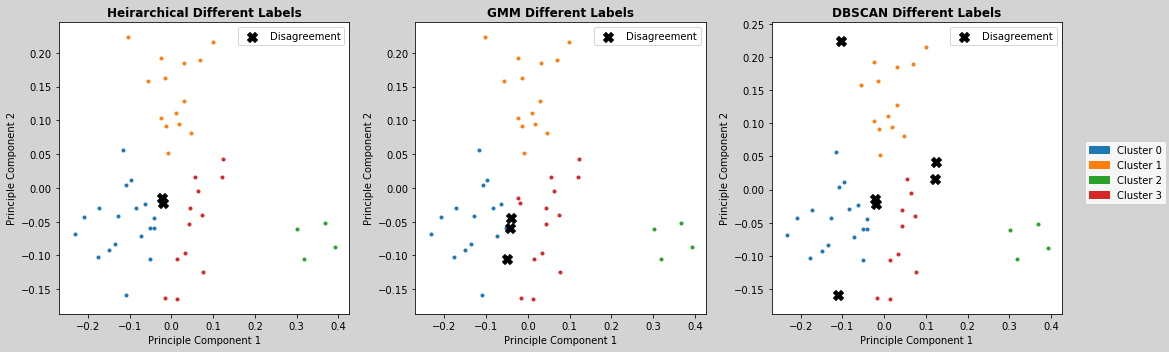 Heirarchical Different Labels
Disagreement
0.20
0.15
0.10
0.05
0.00
−0.05
−0.10
−0.15
Principle Component 2
−0.2
−0.1
0.0
0.1
0.2
0.3
0.4
Principle Component 1
GMM Different Labels
Disagreement
0.20
0.15
0.10
0.05
0.00
−0.05
−0.10
−0.15
Principle Component 2
−0.2
−0.1
0.0
0.1
0.2
0.3
0.4
Principle Component 1
DBSCAN Different Labels
Disagreement
0.25
0.20
0.15
0.10
0.05
0.00
−0.05
−0.10
−0.15
Principle Component 2
−0.2
−0.1
0.0
0.1
0.2
0.3
0.4
Principle Component 1
Cluster 0
Cluster 1
Cluster 2
Cluster 3